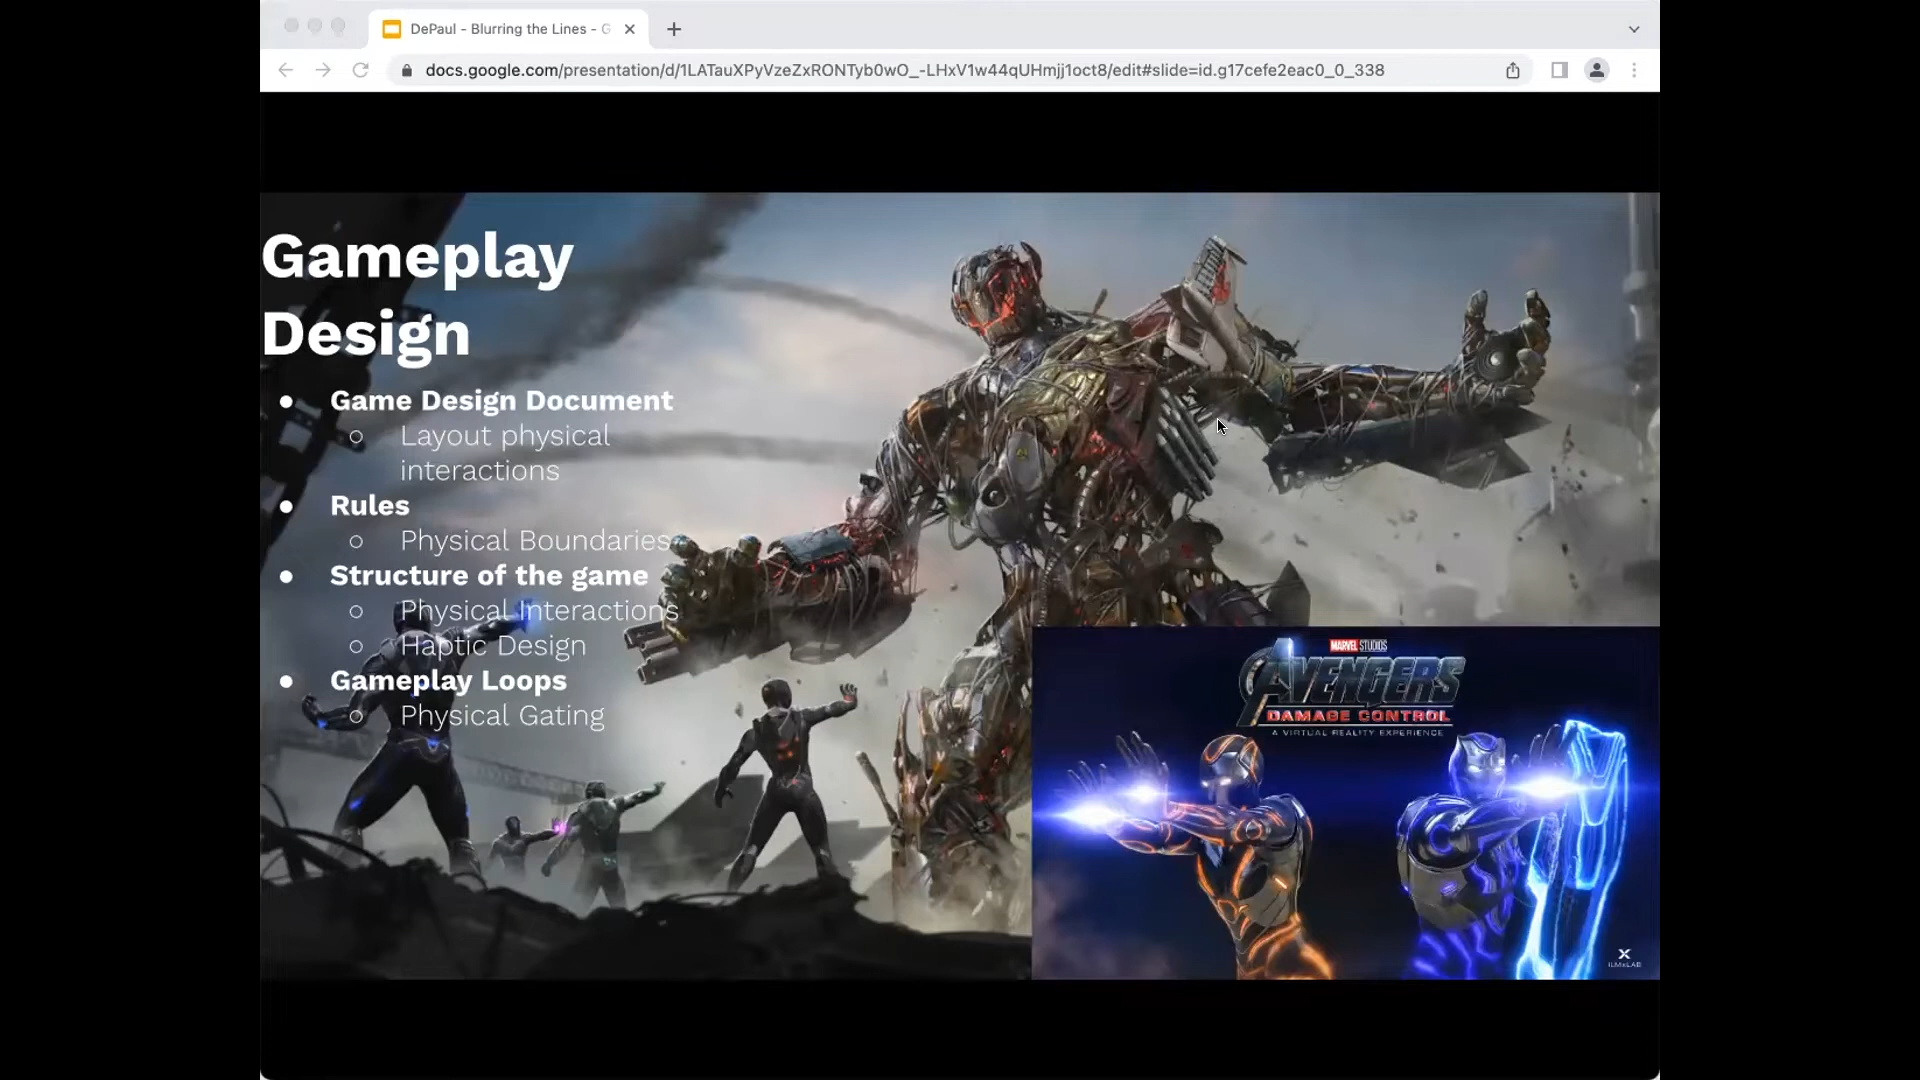 DePaul - Blurring the Lines - G
docs.google.com/presentation/d/1LATauXPyVzeZxRONTyb0wO_-LHxV1w44qUHmjj1oct8/edit#slide=id.g17cefe2eac0_0_338
Gameplay
Design
● Game Design Document
○ Layout physical
interactions
● Rules
○ Physical Boundaries
● Structure of the game
○ Physical Interactions
○ Haptic Design
● Gameplay Loops
○ Physical Gating
MARVEL STUDIOS
AVENGERS
DAMAGE CONTROL
A VIRTUAL REALITY EXPERIENCE
ILMxLAB